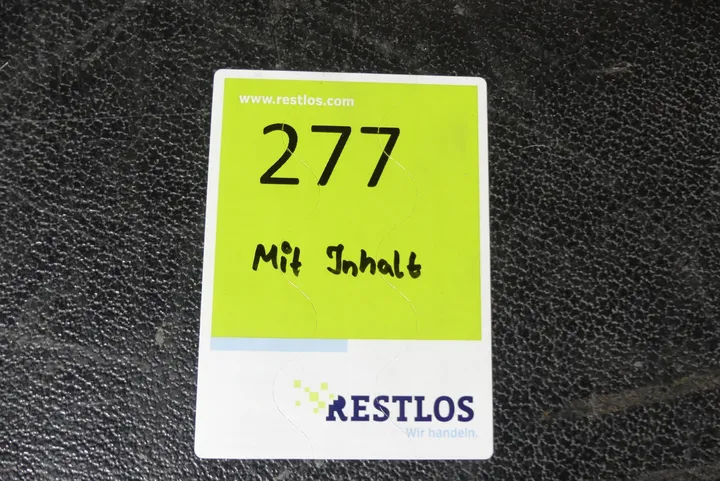 www.restlos.com
277
Mit Inhalt
RESTLOS
Wir handeln.